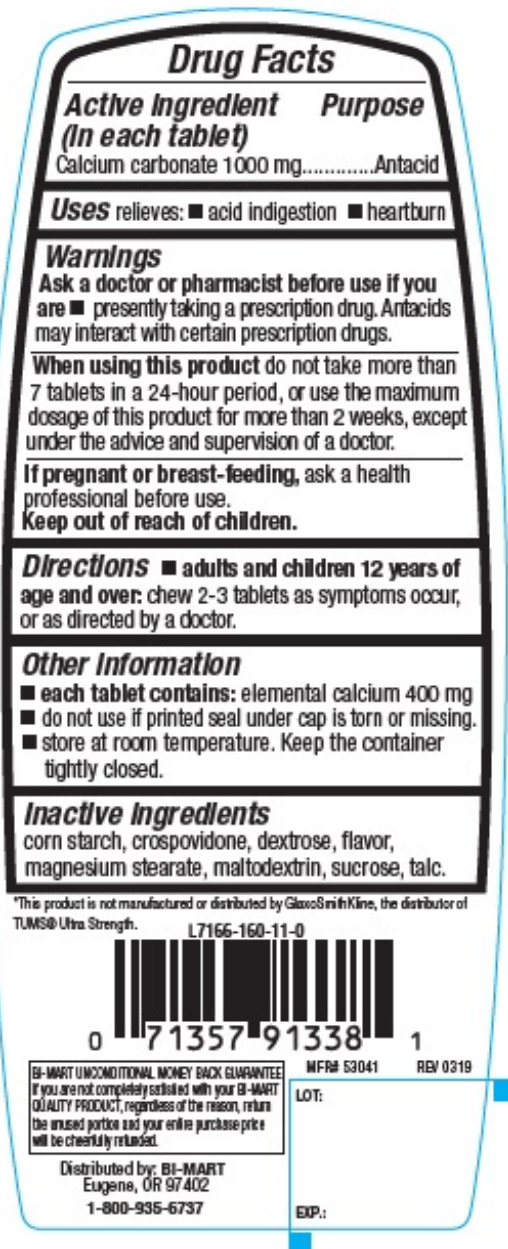 Drug Facts
Active Ingredient Purpose
(In each tablet)
Calcium carbonate 1000 mg.............Antacid
Uses relieves: ■ acid indigestion ■ heartburn
Warnings
Ask a doctor or pharmacist before use if you
are ■ presently taking a prescription drug. Antacids
may interact with certain prescription drugs.
When using this product do not take more than
7 tablets in a 24-hour period, or use the maximum
dosage of this product for more than 2 weeks, except
under the advice and supervision of a doctor.
If pregnant or breast-feeding, ask a health
professional before use.
Keep out of reach of children.
Directions ■ adults and children 12 years of
age and over: chew 2-3 tablets as symptoms occur,
or as directed by a doctor.
Other Information
■ each tablet contains: elemental calcium 400 mg
■ do not use if printed seal under cap is torn or missing.
■ store at room temperature. Keep the container
tightly closed.
Inactive Ingredients
corn starch, crospovidone, dextrose, flavor,
magnesium stearate, maltodextrin, sucrose, talc.
*This product is not manufactured or distributed by GlaxoSmithKline, the distributor of
TUMS® Ultra Strength.
L7166-160-11-0
0 71357 91338 1
MFR# 53041 REV 0319
BI-MART UNCONDITIONAL MONEY BACK GUARANTEE
If you are not completely satisfied with your BI-MART
QUALITY PRODUCT, regardless of the reason, return
the unused portion and your entire purchase price
will be cheerfully refunded.
LOT:
Distributed by: BI-MART
Eugene, OR 97402
1-800-935-6737
EXP.: